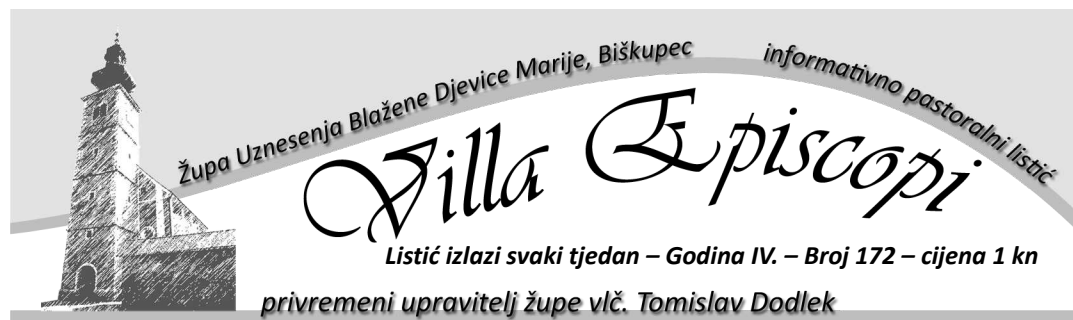 Župa Uznesenja Blažene Djevice Marije, Biškupec
informativno pastoralni listić
Villa Episcopi
Listić izlazi svaki tjedan – Godina IV. – Broj 172 – cijena 1 kn
privremeni upravitelj župe vlč. Tomislav Dodlek